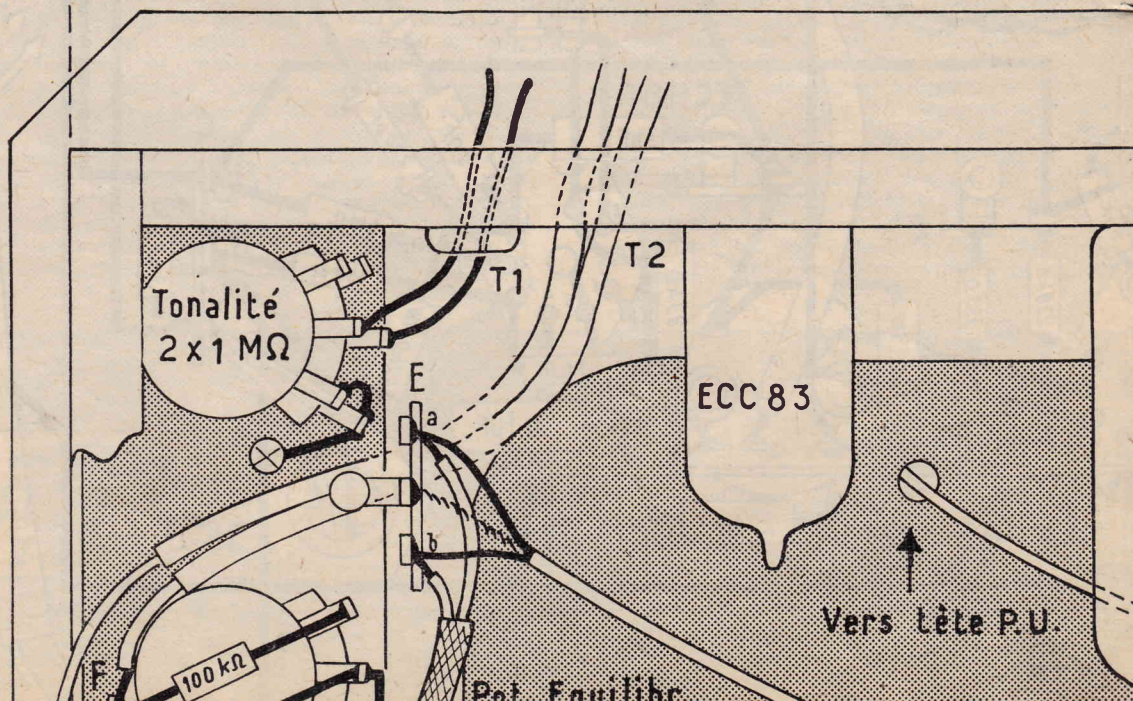 T1
T2
Tonalité
2 x 1 MΩ
E
a
b
ECC 83
Vers tête P.U.
F
100 kΩ
Pot. Equilibr